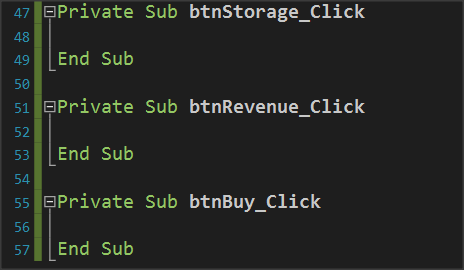 47 Private Sub btnStorage_Click
48
49 End Sub
50
51 Private Sub btnRevenue_Click
52
53 End Sub
54
55 Private Sub btnBuy_Click
56
57 End Sub